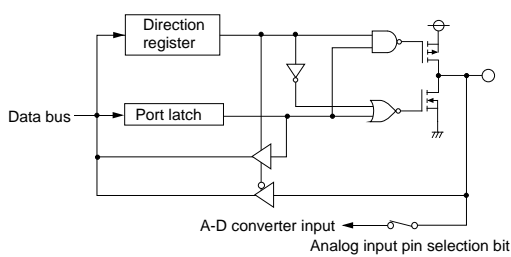 Direction
register
Data bus
Port latch
A-D converter input
Analog input pin selection bit